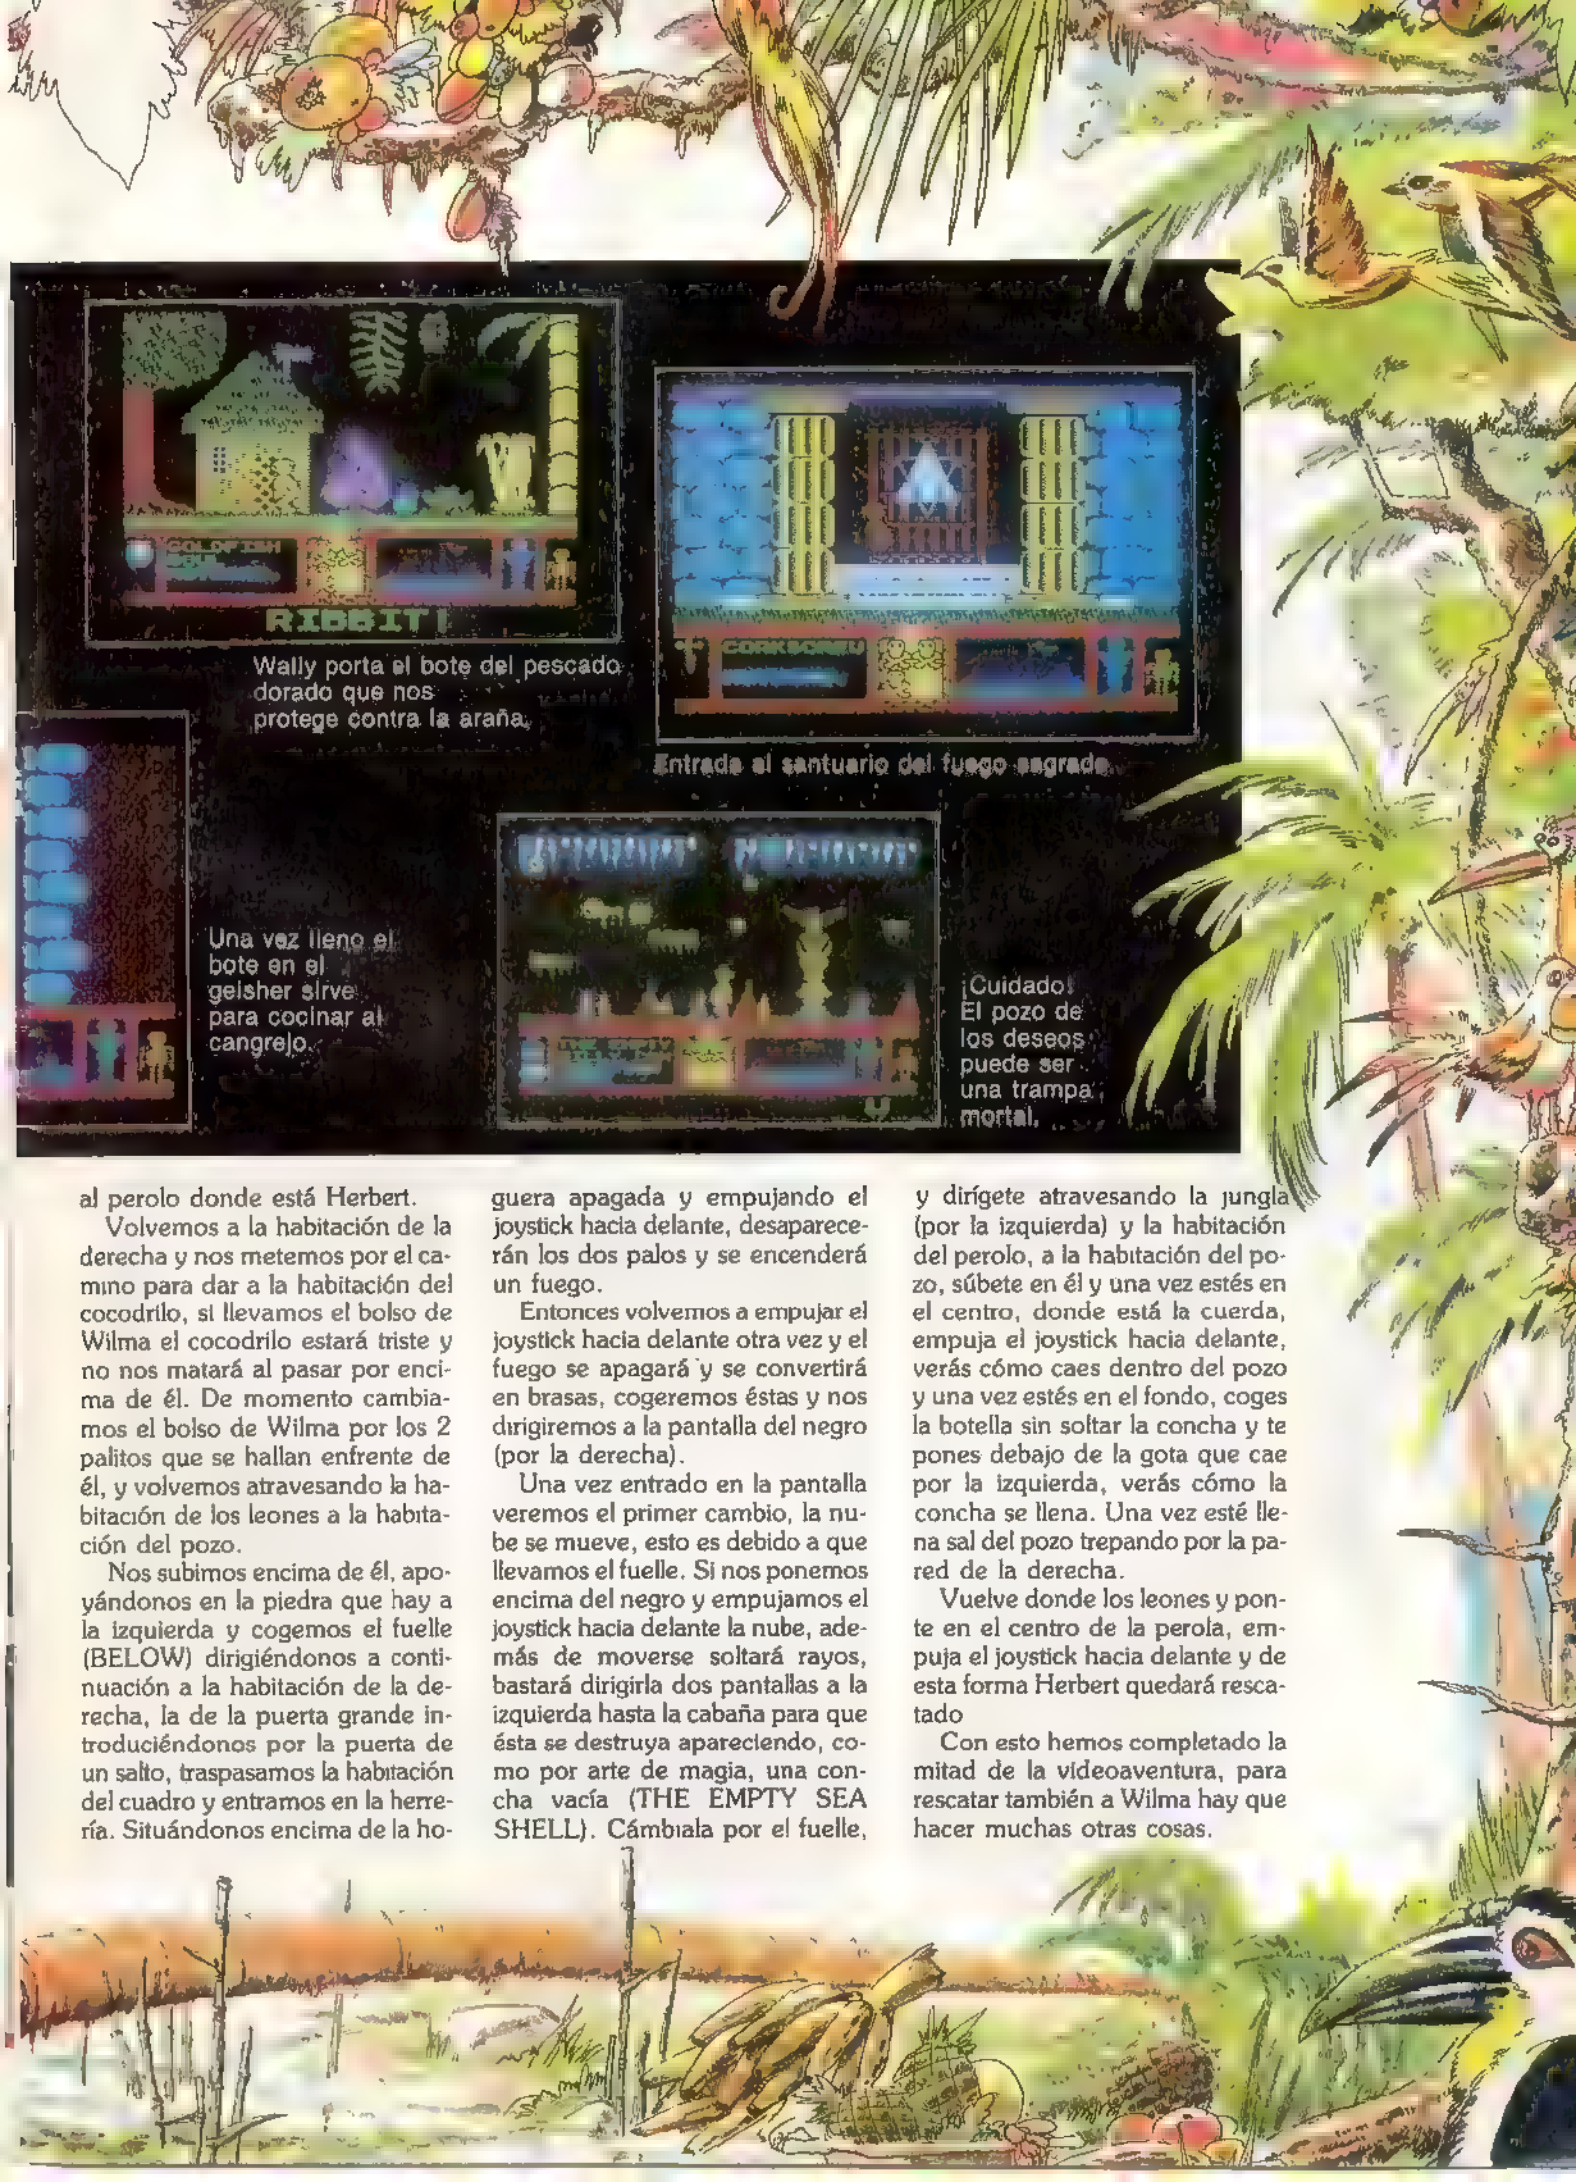 GOLDFISH
RIBBIT!
Wally porta el bote del pescado
dorado que nos
protege contra la araña.
CORKSCREW
Entrada al santuario del fuego sagrado.
Una vez lleno el
bote en el
geisher sirve
para cocinar al
cangrejo.
THE EMPTY
¡Cuidado!
El pozo de
los deseos
puede ser
una trampa
mortal.
al perolo donde está Herbert.
Volvemos a la habitación de la
derecha y nos metemos por el ca-
mino para dar a la habitación del
cocodrilo, si llevamos el bolso de
Wilma el cocodrilo estará triste y
no nos matará al pasar por enci-
ma de él. De momento cambia-
mos el bolso de Wilma por los 2
palitos que se hallan enfrente de
él, y volvemos atravesando la ha-
bitación de los leones a la habita-
ción del pozo.
Nos subimos encima de él, apo-
yándonos en la piedra que hay a
la izquierda y cogemos el fuelle
(BELOW) dirigiéndonos a conti-
nuación a la habitación de la de-
recha, la de la puerta grande in-
troduciéndonos por la puerta de
un salto, traspasamos la habitación
del cuadro y entramos en la herre-
ría. Situándonos encima de la ho-
guera apagada y empujando el
joystick hacia delante, desaparece-
rán los dos palos y se encenderá
un fuego.
Entonces volvemos a empujar el
joystick hacia delante otra vez y el
fuego se apagará y se convertirá
en brasas, cogeremos éstas y nos
dirigiremos a la pantalla del negro
(por la derecha).
Una vez entrado en la pantalla
veremos el primer cambio, la nu-
be se mueve, esto es debido a que
llevamos el fuelle. Si nos ponemos
encima del negro y empujamos el
joystick hacia delante la nube, ade-
más de moverse soltará rayos,
bastará dirigirla dos pantallas a la
izquierda hasta la cabaña para que
ésta se destruya apareciendo, co-
mo por arte de magia, una con-
cha vacía (THE EMPTY SEA
SHELL). Cámbiala por el fuelle,
y dirígete atravesando la jungla
(por la izquierda) y la habitación
del perolo, a la habitación del po-
zo, súbete en él y una vez estés en
el centro, donde está la cuerda,
empuja el joystick hacia delante,
verás cómo caes dentro del pozo
y una vez estés en el fondo, coges
la botella sin soltar la concha y te
pones debajo de la gota que cae
por la izquierda, verás cómo la
concha se llena. Una vez esté lle-
na sal del pozo trepando por la pa-
red de la derecha.
Vuelve donde los leones y pon-
te en el centro de la perola, em-
puja el joystick hacia delante y de
esta forma Herbert quedará resca-
tado
Con esto hemos completado la
mitad de la videoaventura, para
rescatar también a Wilma hay que
hacer muchas otras cosas.